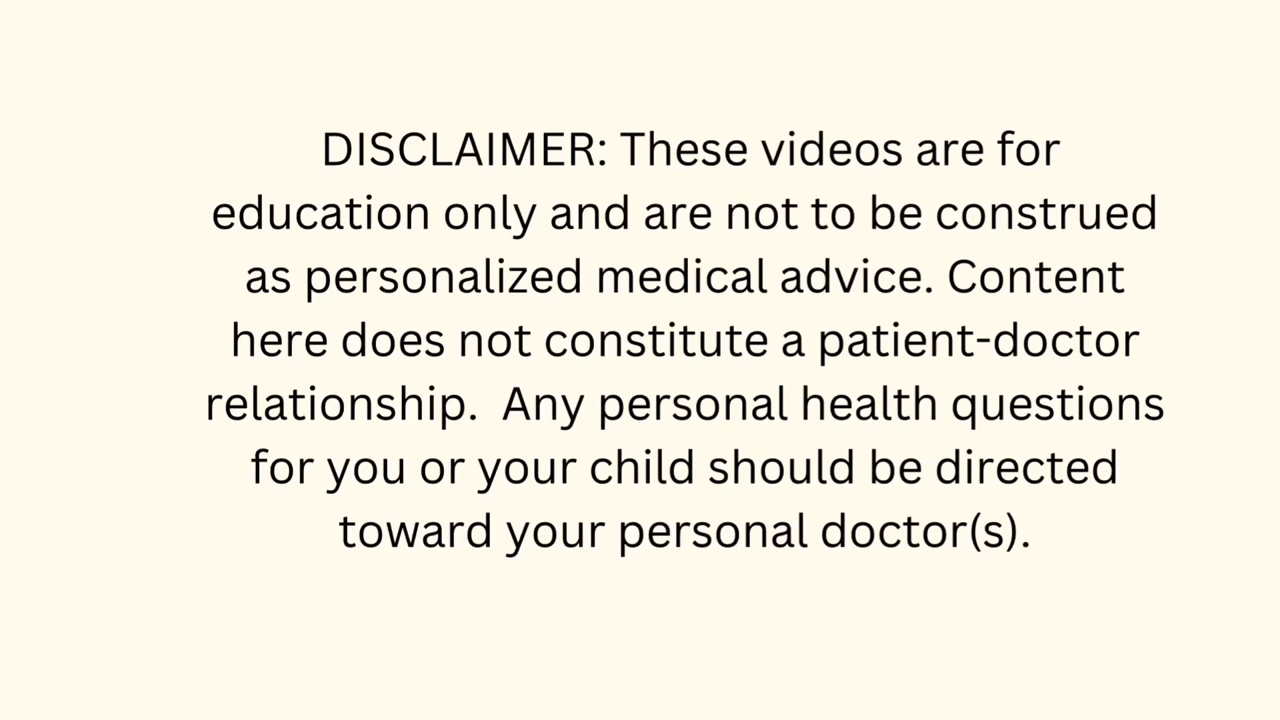 DISCLAIMER: These videos are for
education only and are not to be construed
as personalized medical advice. Content
here does not constitute a patient-doctor
relationship.  Any personal health questions
for you or your child should be directed
toward your personal doctor(s).